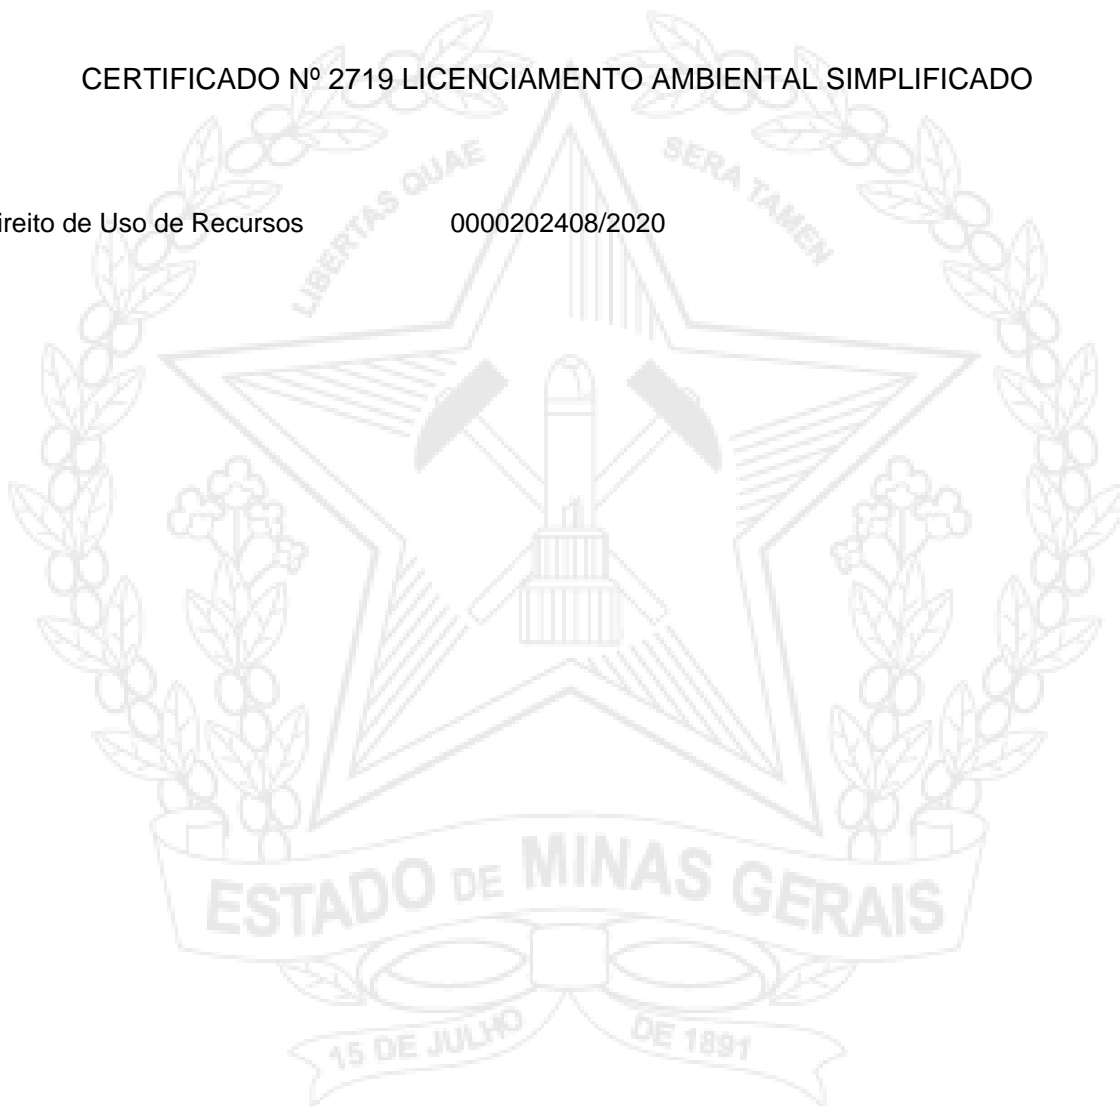 CERTIFICADO Nº 2719 LICENCIAMENTO AMBIENTAL SIMPLIFICADO
LIBERTAS QUAE SERA TAMEN
ireito de Uso de Recursos 0000202408/2020
ESTADO DE MINAS GERAIS
15 DE JULHO DE 1891